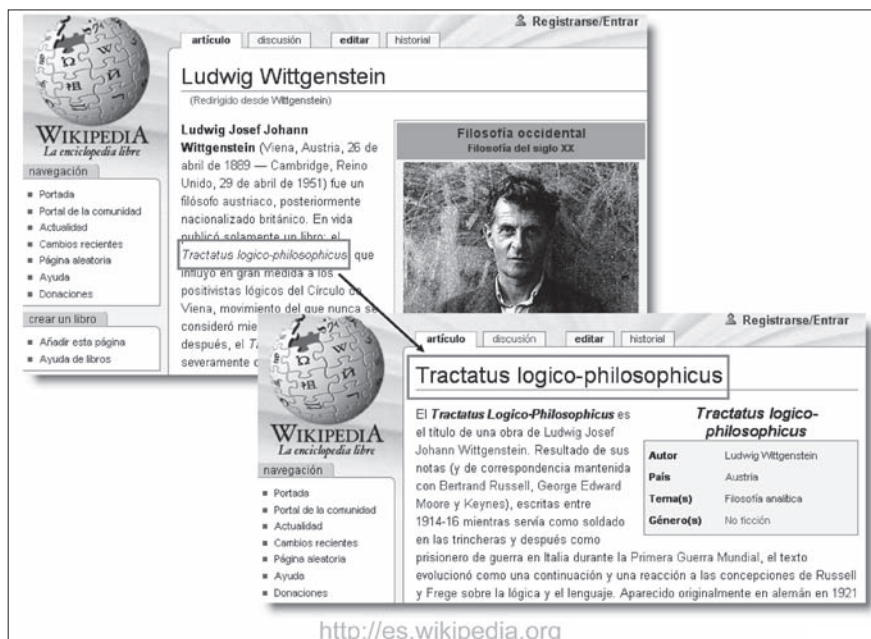 Registrarse/Entrar
artículo discusión editar historial
Ludwig Wittgenstein
(Redirigido desde Wittgenstein)
WIKIPEDIA
La enciclopedia libre
navegación
Portada
Portal de la comunidad
Actualidad
Cambios recientes
Página aleatoria
Ayuda
Donaciones
crear un libro
Añadir esta página
Ayuda de libros
Ludwig Josef Johann
Wittgenstein (Viena, Austria, 26 de
abril de 1889 — Cambridge, Reino
Unido, 29 de abril de 1951) fue un
filósofo austriaco, posteriormente
nacionalizado británico. En vida
publicó solamente un libro: el
Tractatus logico-philosophicus, que
influyó en gran medida a los
positivistas lógicos del Círculo de
Viena, movimiento del que nunca se
consideró
después, el
severamente
Filosofía occidental
Filosofía del siglo XX
Registrarse/Entrar
artículo discusión editar historial
Tractatus logico-philosophicus
WIKIPEDIA
La enciclopedia libre
navegación
Portada
Portal de la comunidad
Actualidad
Cambios recientes
Página aleatoria
Ayuda
Donaciones
El Tractatus Logico-Philosophicus es
el título de una obra de Ludwig Josef
Johann Wittgenstein. Resultado de sus
notas (y de correspondencia mantenida
con Bertrand Russell, George Edward
Moore y Keynes), escritas entre
1914-16 mientras servía como soldado
en las trincheras y después como
prisionero de guerra en Italia durante la Primera Guerra Mundial, el texto
evolucionó como una continuación y una reacción a las concepciones de Russell
y Frege sobre la lógica y el lenguaje. Aparecido originalmente en alemán en 1921
Tractatus logico-
philosophicus
Autor Ludwig Wittgenstein
País Austria
Tema(s) Filosofía analítica
Género(s) No ficción
http://es.wikipedia.org